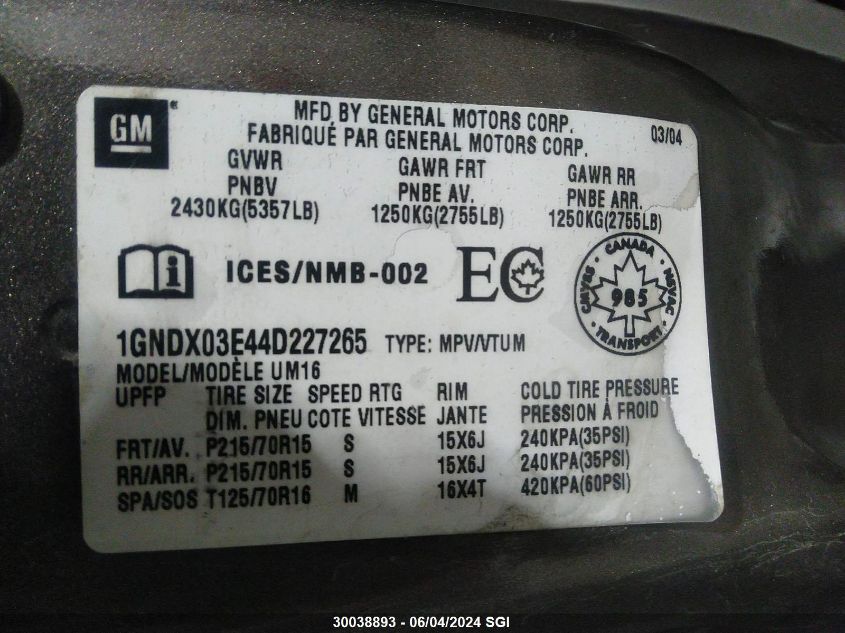 GM
MFD BY GENERAL MOTORS CORP.
FABRIQUÉ PAR GENERAL MOTORS CORP.
03/04
GVWR GAWR FRT GAWR RR
PNBV PNBE AV. PNBE ARR.
2430KG(5357LB) 1250KG(2755LB) 1250KG(2755LB)
i ICES/NMB-002 EC
CANADA
CMVSS NSVAC
985
TRANSPORT
1GNDX03E44D227265 TYPE: MPV/VTUM
MODEL/MODÈLE UM16
UPFP TIRE SIZE SPEED RTG RIM COLD TIRE PRESSURE
DIM. PNEU COTE VITESSE JANTE PRESSION À FROID
FRT/AV. P215/70R15 S 15X6J 240KPA(35PSI)
RR/ARR. P215/70R15 S 15X6J 240KPA(35PSI)
SPA/SOS T125/70R16 M 16X4T 420KPA(60PSI)
30038893 - 06/04/2024 SGI